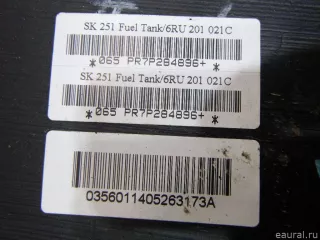 SK 251 Fuel Tank/6RU 201 021C
*065 PR7P284896+ *
SK 251 Fuel Tank/6RU 201 021C
*065 PR7P284896+ *
0356011405263173A
eaural.ru